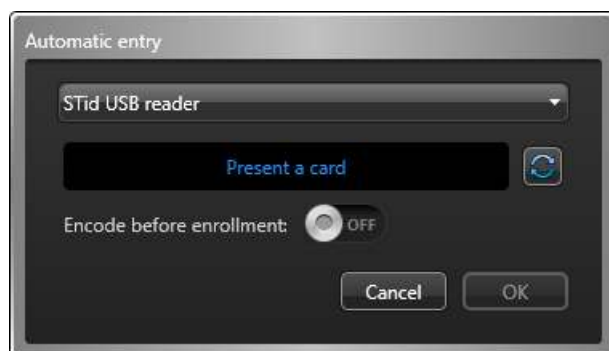 Automatic entry
STid USB reader
Present a card
Encode before enrollment: OFF
Cancel OK